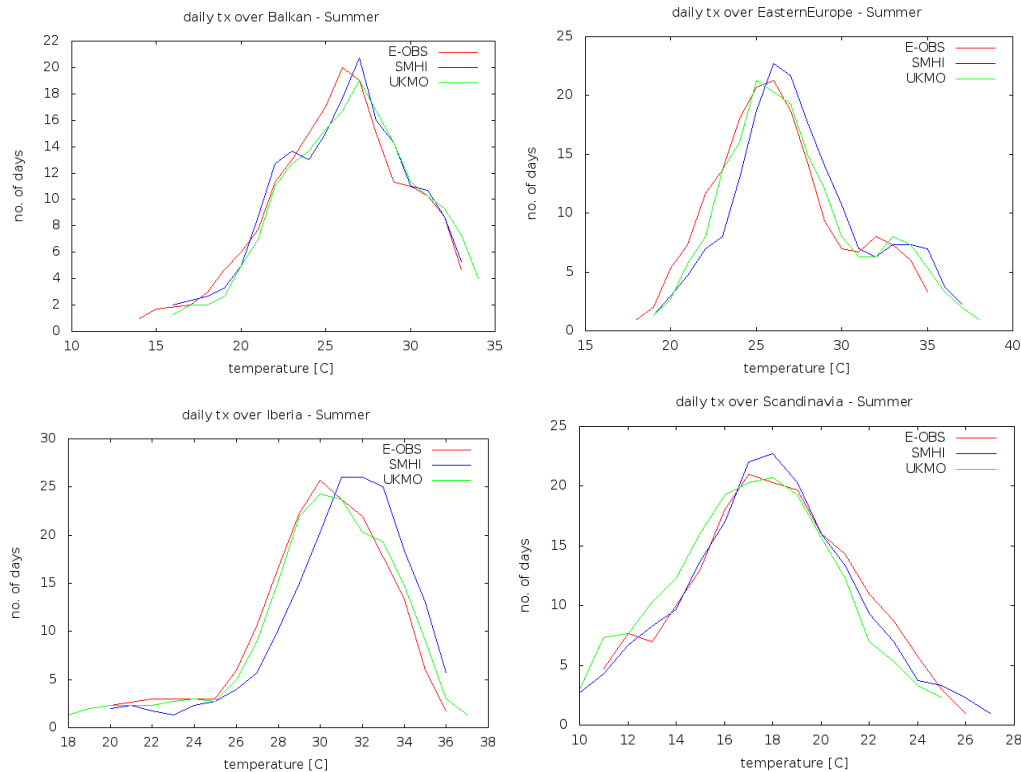 daily tx over Balkan - Summer
22
20
18
16
14
12
10
8
6
4
2
0
no. of days
E-OBS
SMHI
UKMO
10 15 20 25 30 35
temperature [C]
daily tx over EasternEurope - Summer
25
20
15
10
5
0
no. of days
E-OBS
SMHI
UKMO
15 20 25 30 35 40
temperature [C]
daily tx over Iberia - Summer
30
25
20
15
10
5
0
no. of days
E-OBS
SMHI
UKMO
18 20 22 24 26 28 30 32 34 36 38
temperature [C]
daily tx over Scandinavia - Summer
25
20
15
10
5
0
no. of days
E-OBS
SMHI
UKMO
10 12 14 16 18 20 22 24 26 28
temperature [C]